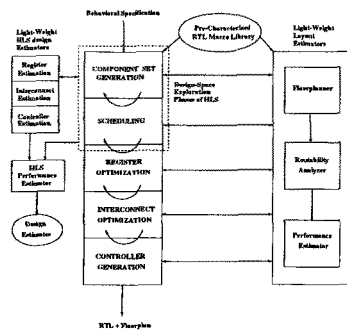 Behavioral Specification
Light-Weight
HLS design
Estimators
Pre-Characterized
RTL Macro Library
Light-Weight
Layout
Estimators
Register
Estimation
Interconnect
Estimation
Controller
Estimation
COMPONENT SET
GENERATION
SCHEDULING
Design-Space
Exploration
Phases of HLS
Floorplanner
HLS
Performance
Estimator
REGISTER
OPTIMIZATION
Routability
Analyzer
Design
Estimates
INTERCONNECT
OPTIMIZATION
Performance
Estimator
CONTROLLER
GENERATION
RTL + Floorplan